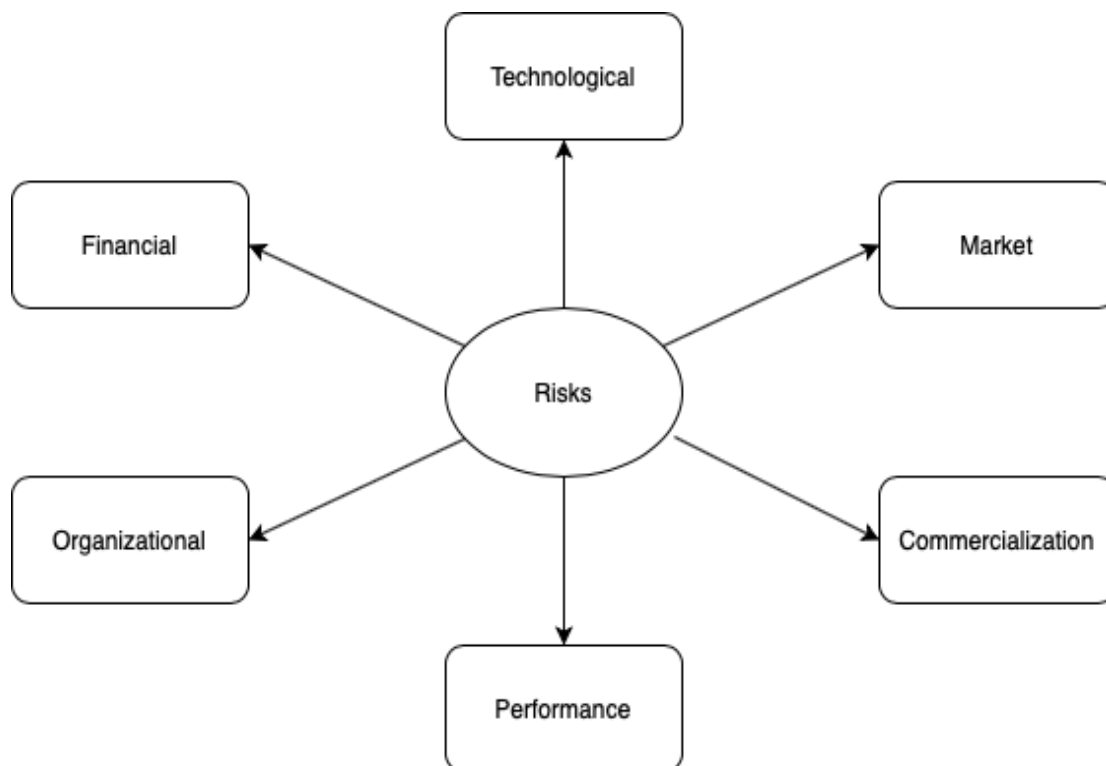 Technological
Financial
Market
Risks
Organizational
Commercialization
Performance